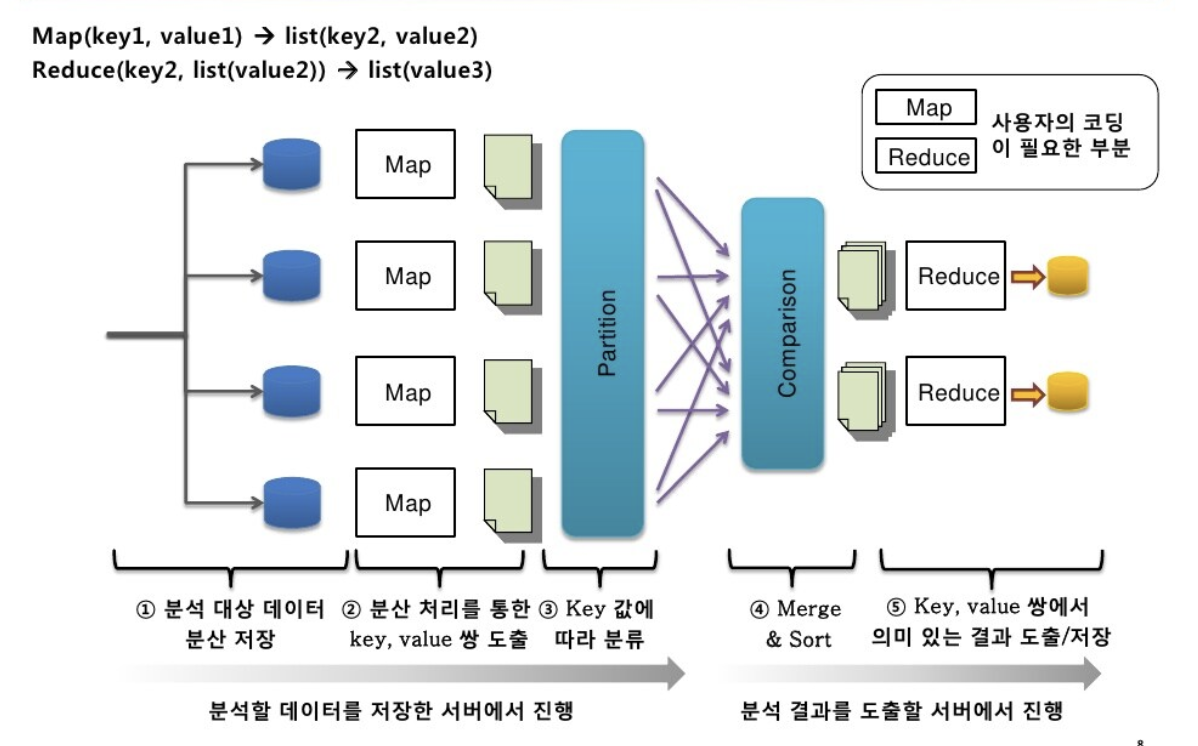 Map(key1, value1) → list(key2, value2)
Reduce(key2, list(value2)) → list(value3)
Map
Reduce
사용자의 코딩
이 필요한 부분
Map
Map
Map
Map
Partition
Comparison
Reduce
Reduce
① 분석 대상 데이터
분산 저장
② 분산 처리를 통한
key, value 쌍 도출
③ Key 값에
따라 분류
④ Merge
& Sort
⑤ Key, value 쌍에서
의미 있는 결과 도출/저장
분석할 데이터를 저장한 서버에서 진행
분석 결과를 도출할 서버에서 진행
8